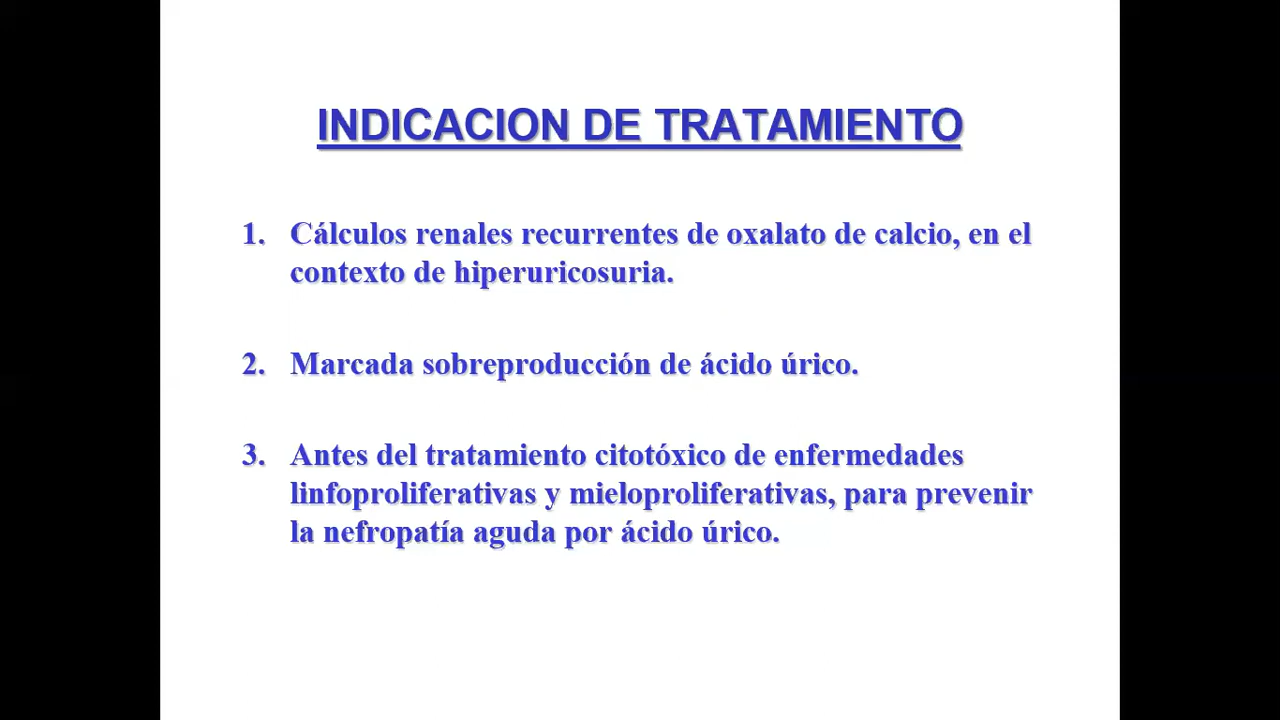 INDICACION DE TRATAMIENTO
1. Cálculos renales recurrentes de oxalato de calcio, en el
contexto de hiperuricosuria.
2. Marcada sobreproducción de ácido úrico.
3. Antes del tratamiento citotóxico de enfermedades
linfoproliferativas y mieloproliferativas, para prevenir
la nefropatía aguda por ácido úrico.